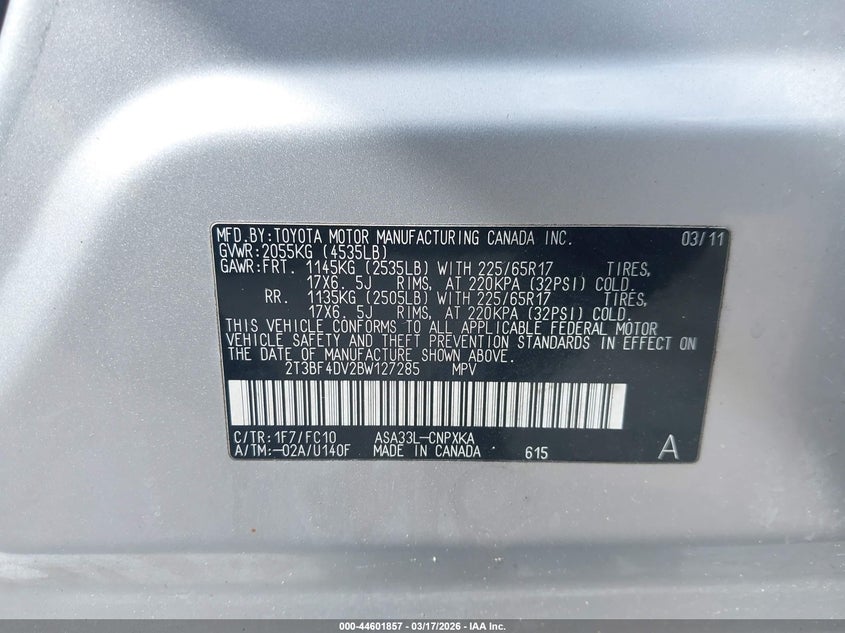 MFD.BY:TOYOTA MOTOR MANUFACTURING CANADA INC. 03/11
GVWR:2055KG (4535LB)
GAWR:FRT. 1145KG (2535LB) WITH 225/65R17 TIRES,
17X6. 5J RIMS, AT 220KPA (32PSI) COLD.
RR. 1135KG (2505LB) WITH 225/65R17 TIRES,
17X6. 5J RIMS, AT 220KPA (32PSI) COLD.
THIS VEHICLE CONFORMS TO ALL APPLICABLE FEDERAL MOTOR
VEHICLE SAFETY AND THEFT PREVENTION STANDARDS IN EFFECT ON
THE DATE OF MANUFACTURE SHOWN ABOVE.
2T3BF4DV2BW127285 MPV
C/TR:1F7/FC10 ASA33L-CNPXKA
A/TM:-02A/U140F MADE IN CANADA 615 A
000-44601857 - 03/17/2026 - IAA Inc.